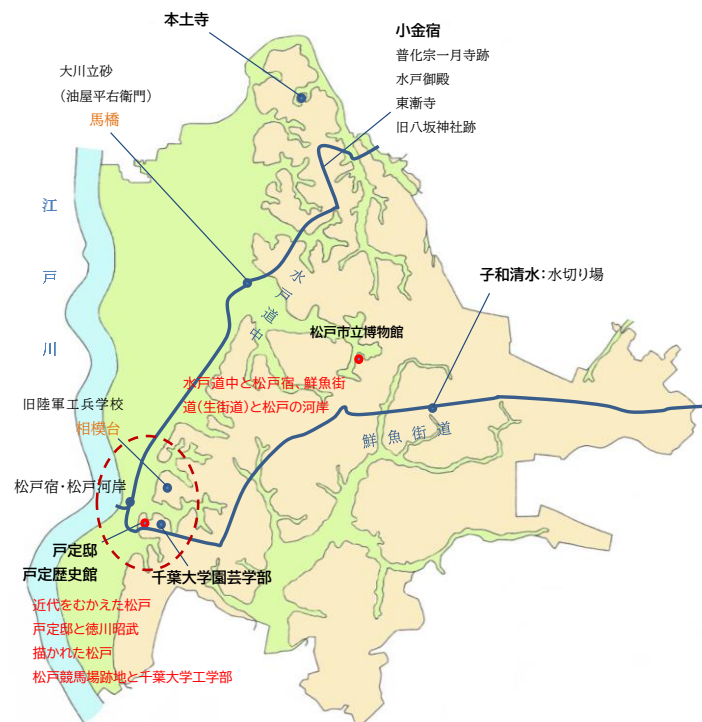 本土寺
小金宿
普化宗一月寺跡
水戸御殿
東漸寺
旧八坂神社跡
大川立砂
（油屋平右衛門）
馬橋
江戸川
水戸道中
子和清水：水切り場
松戸市立博物館
水戸道中と松戸宿、鮮魚街
道（生街道）と松戸の河岸
鮮魚街道
旧陸軍工兵学校
相模台
松戸宿・松戸河岸
戸定邸
戸定歴史館
千葉大学園芸学部
近代をむかえた松戸
戸定邸と徳川昭武
描かれた松戸
松戸競馬場跡地と千葉大学工学部